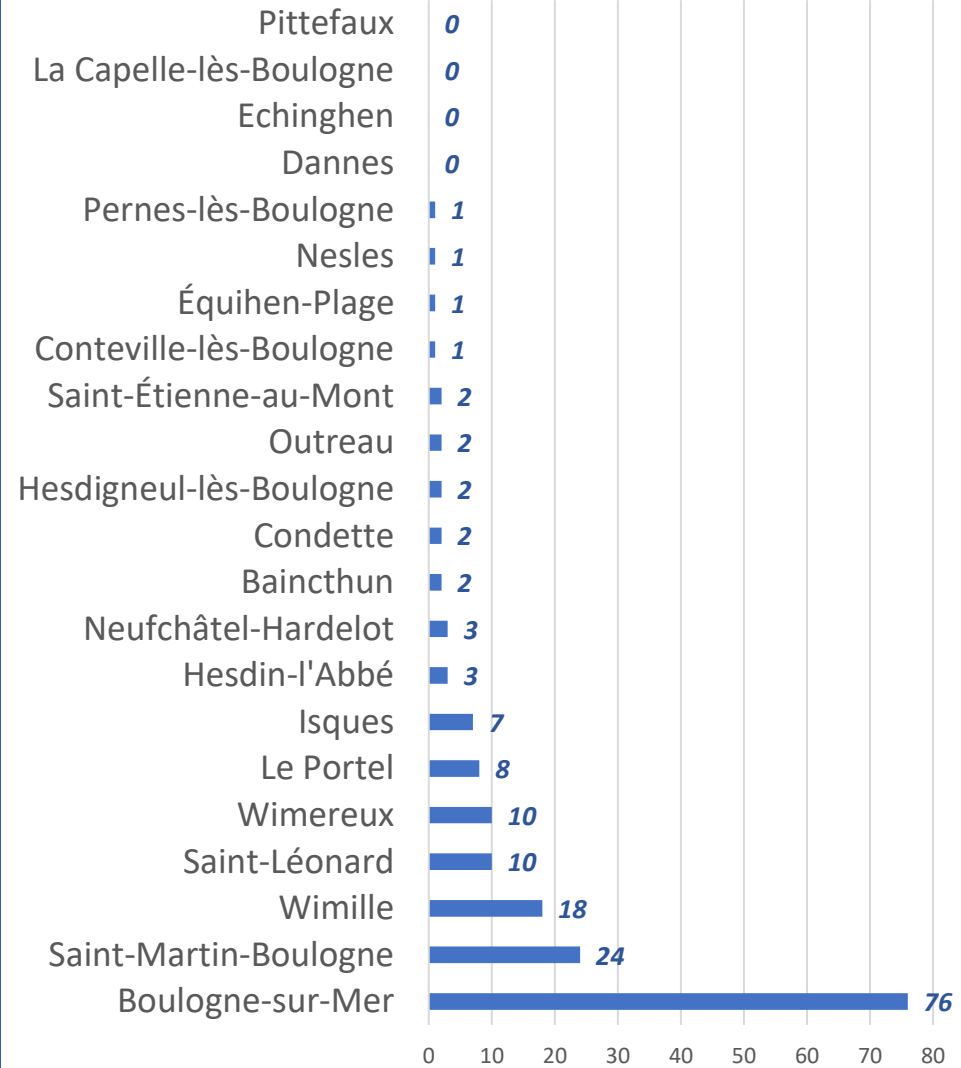 Pittefaux 0
La Capelle-lès-Boulogne 0
Echinghen 0
Dannes 0
Pernes-lès-Boulogne 1
Nesles 1
Équihen-Plage 1
Conteville-lès-Boulogne 1
Saint-Étienne-au-Mont 2
Outreau 2
Hesdigneul-lès-Boulogne 2
Condette 2
Baincthun 2
Neufchâtel-Hardelot 3
Hesdin-l'Abbé 3
Isques 7
Le Portel 8
Wimereux 10
Saint-Léonard 10
Wimille 18
Saint-Martin-Boulogne 24
Boulogne-sur-Mer 76
0 10 20 30 40 50 60 70 80